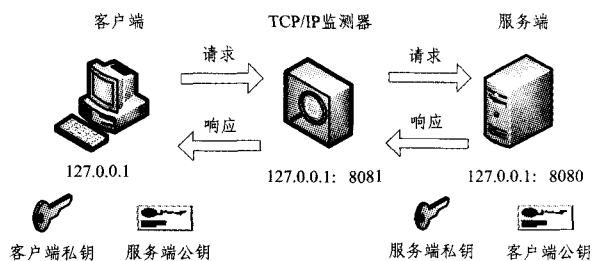 客户端 TCP/IP监测器 服务端
请求 请求
响应 响应
127.0.0.1 127.0.0.1: 8081 127.0.0.1: 8080
客户端私钥 服务端公钥 服务端私钥 客户端公钥